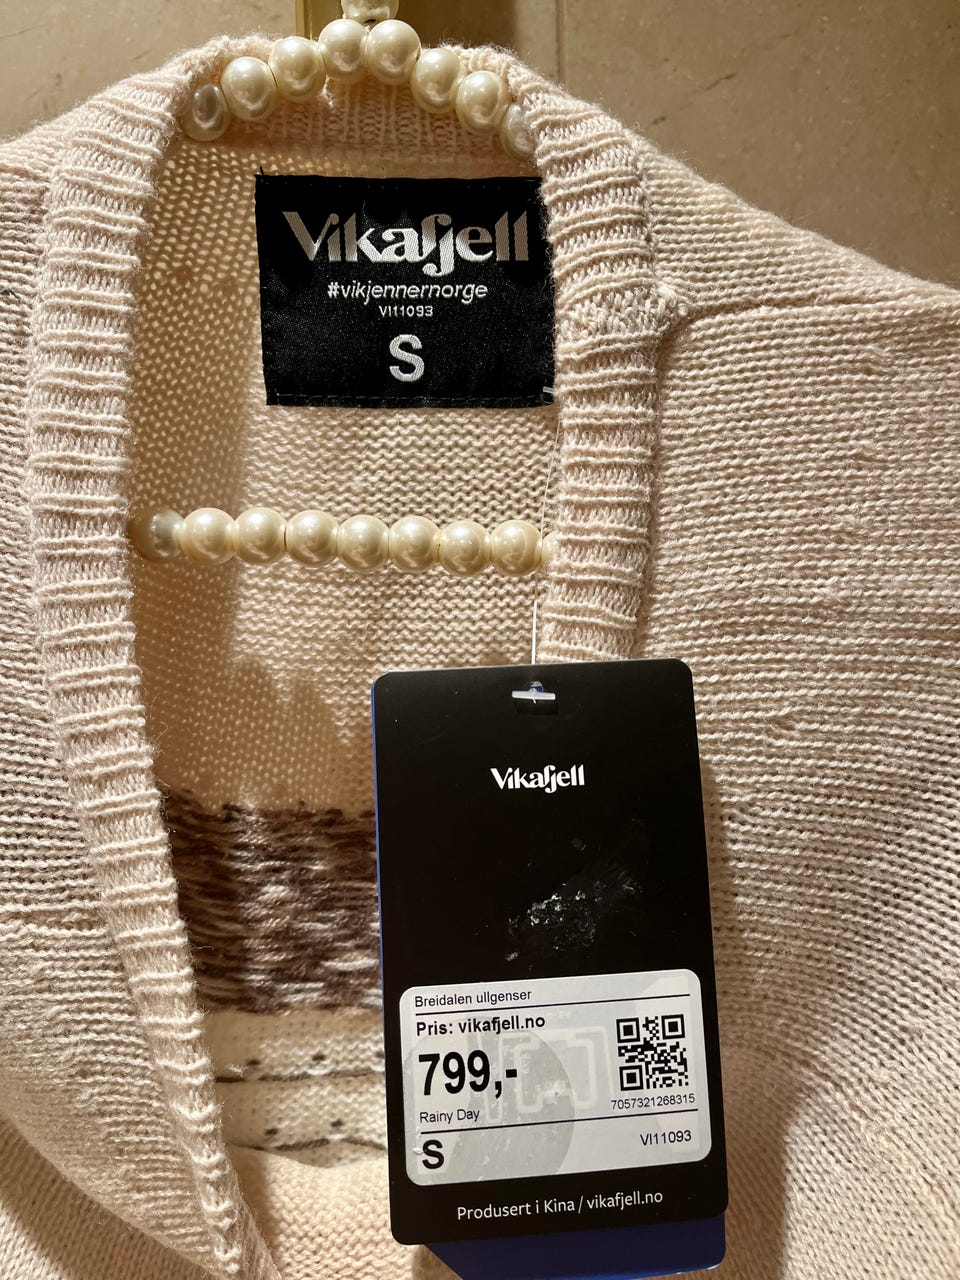 Vikafjell
#vikjennernorge
VI11093
S
Vikafjell
Breidalen ullgenser
Pris: vikafjell.no
799,-
7057321268315
Rainy Day
S
VI11093
Produsert i Kina / vikafjell.no